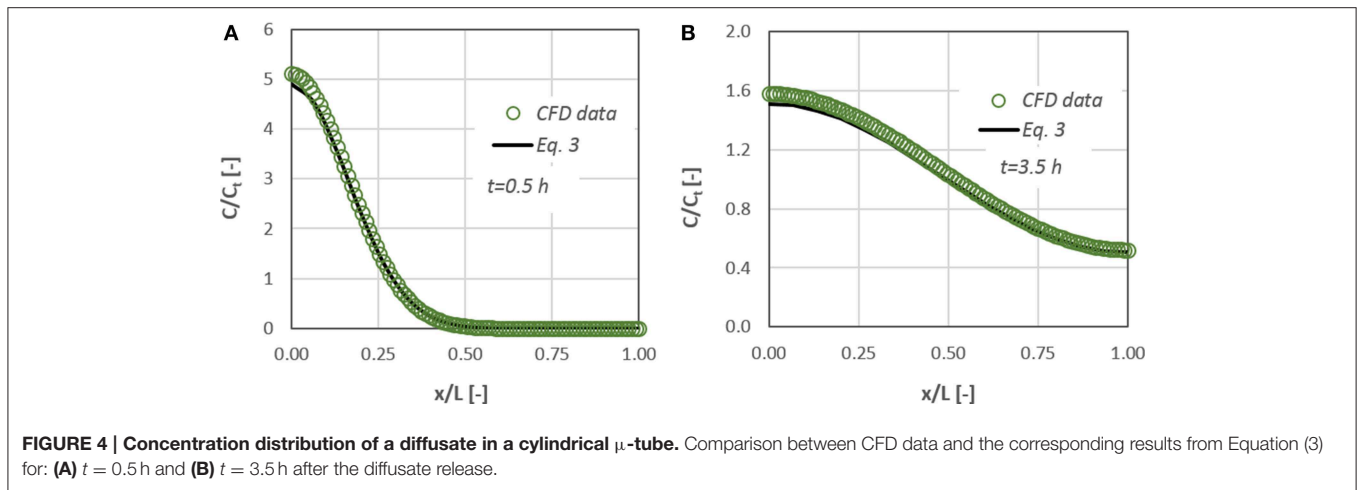 A
6
5
4
3
2
1
0
0.00 0.25 0.50 0.75 1.00
C/Ct [-]
x/L [-]
CFD data
Eq. 3
t=0.5 h
B
2.0
1.6
1.2
0.8
0.4
0.0
0.00 0.25 0.50 0.75 1.00
C/Ct [-]
x/L [-]
CFD data
Eq. 3
t=3.5 h
FIGURE 4 | Concentration distribution of a diffusate in a cylindrical μ-tube. Comparison between CFD data and the corresponding results from Equation (3)
for: (A) t = 0.5 h and (B) t = 3.5 h after the diffusate release.